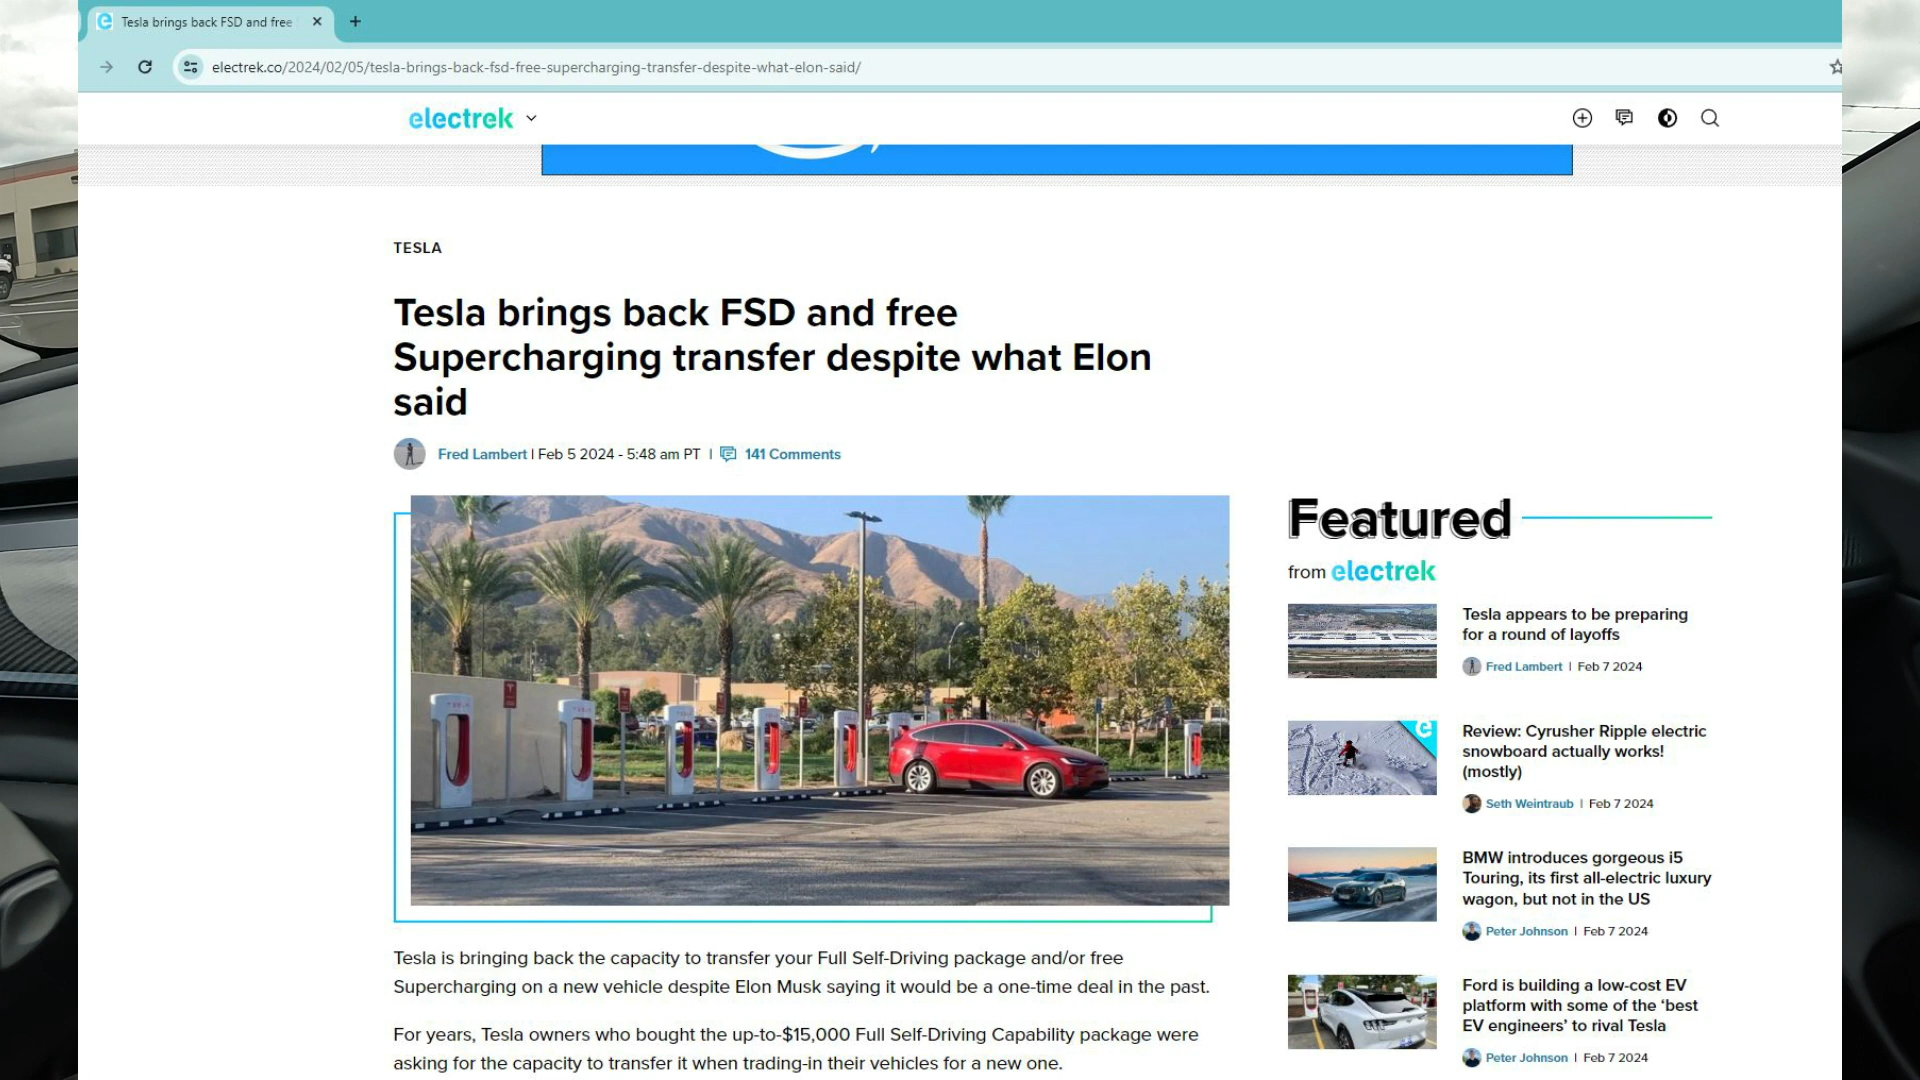 Tesla brings back FSD and free
electrek.co/2024/02/05/tesla-brings-back-fsd-free-supercharging-transfer-despite-what-elon-said/
electrek
TESLA
Tesla brings back FSD and free
Supercharging transfer despite what Elon
said
Fred Lambert | Feb 5 2024 - 5:48 am PT | 141 Comments
Tesla is bringing back the capacity to transfer your Full Self-Driving package and/or free
Supercharging on a new vehicle despite Elon Musk saying it would be a one-time deal in the past.
For years, Tesla owners who bought the up-to-$15,000 Full Self-Driving Capability package were
asking for the capacity to transfer it when trading-in their vehicles for a new one.
Featured
from electrek
Tesla appears to be preparing
for a round of layoffs
Fred Lambert | Feb 7 2024
Review: Cyrusher Ripple electric
snowboard actually works!
(mostly)
Seth Weintraub | Feb 7 2024
BMW introduces gorgeous i5
Touring, its first all-electric luxury
wagon, but not in the US
Peter Johnson | Feb 7 2024
Ford is building a low-cost EV
platform with some of the ‘best
EV engineers’ to rival Tesla
Peter Johnson | Feb 7 2024